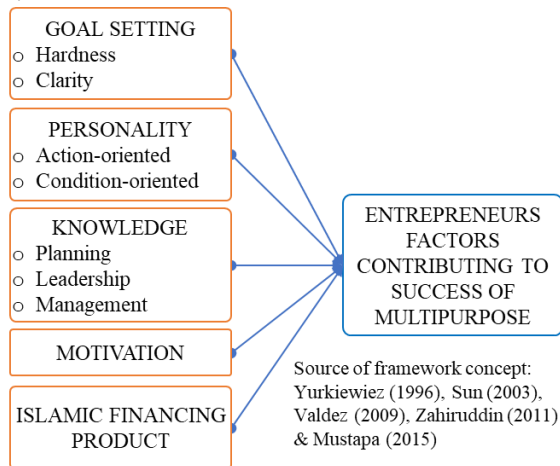 GOAL SETTING
o Hardness
o Clarity
PERSONALITY
o Action-oriented
o Condition-oriented
KNOWLEDGE
o Planning
o Leadership
o Management
MOTIVATION
ISLAMIC FINANCING
PRODUCT
ENTREPRENEURS
FACTORS
CONTRIBUTING TO
SUCCESS OF
MULTIPURPOSE
Source of framework concept:
Yurkiewiez (1996), Sun (2003),
Valdez (2009), Zahiruddin (2011)
& Mustapa (2015)